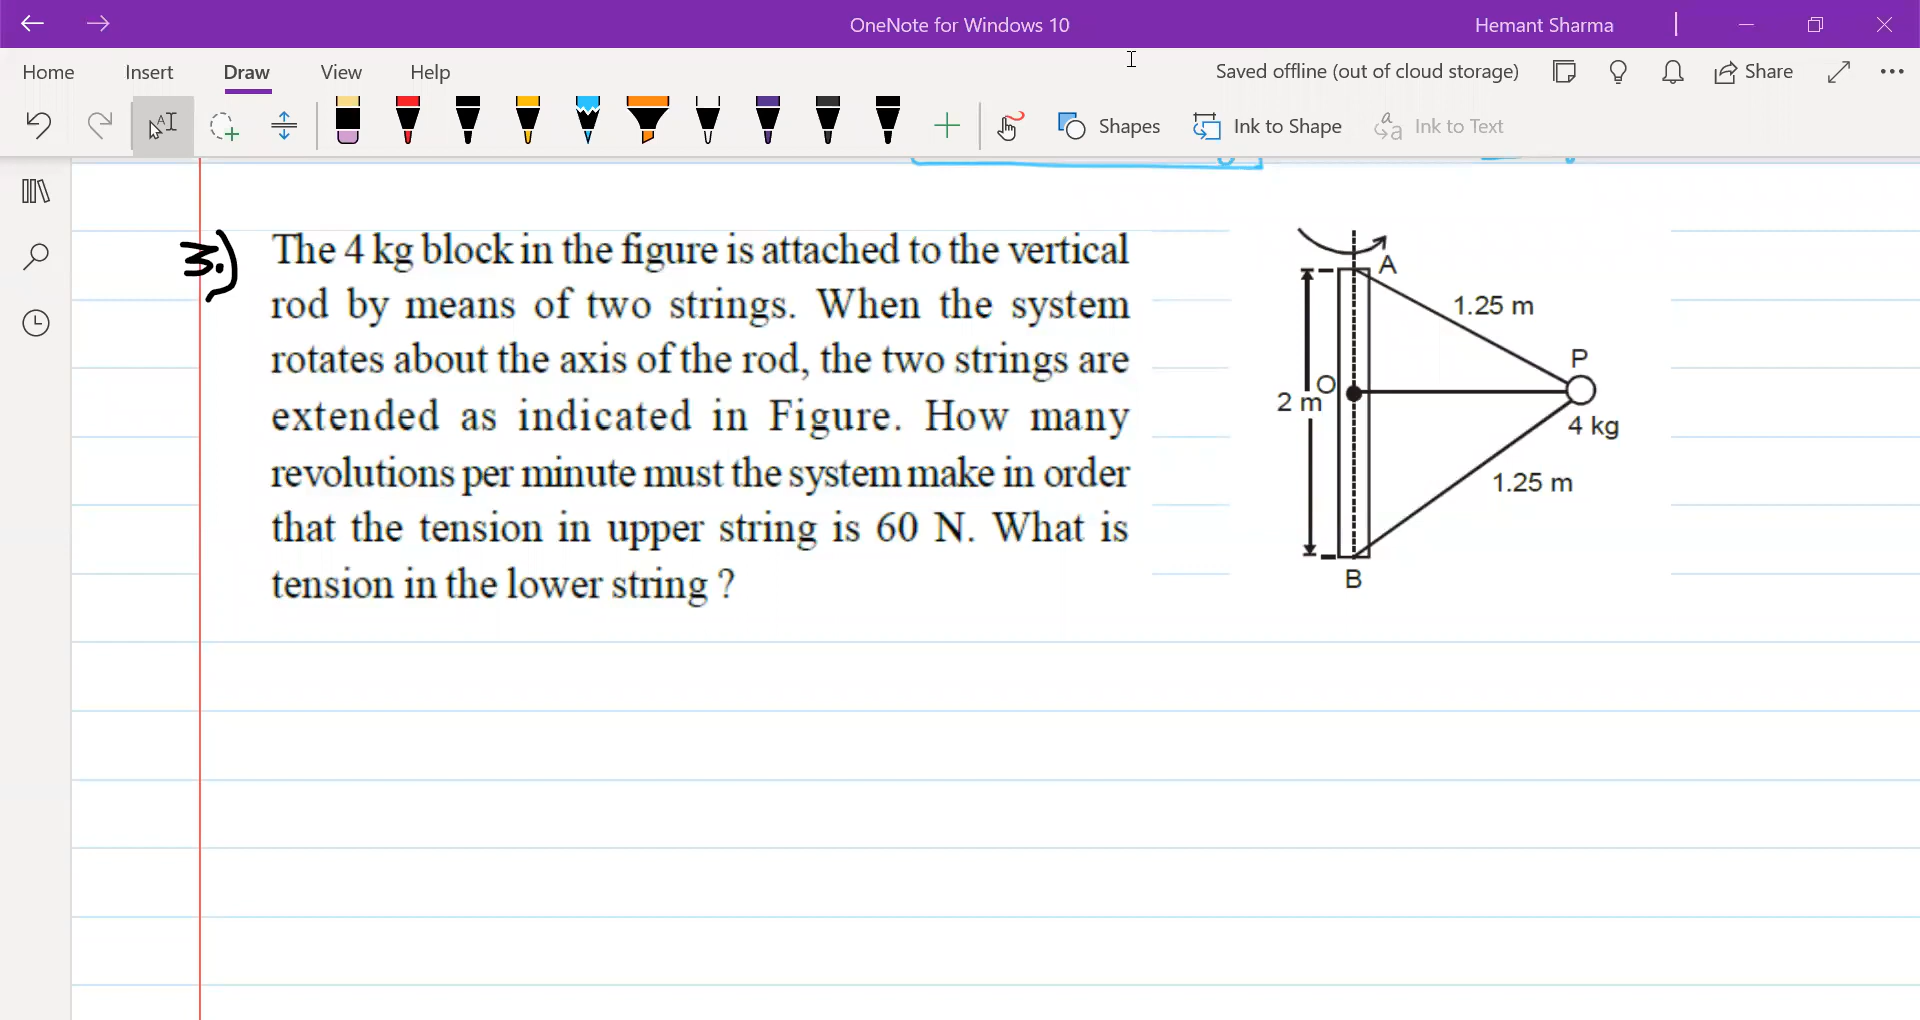 OneNote for Windows 10
Hemant Sharma
Home Insert Draw View Help
Saved offline (out of cloud storage)
Share
Shapes
Ink to Shape
Ink to Text
3.)
The 4 kg block in the figure is attached to the vertical
rod by means of two strings. When the system
rotates about the axis of the rod, the two strings are
extended as indicated in Figure. How many
revolutions per minute must the system make in order
that the tension in upper string is 60 N. What is
tension in the lower string ?
A
1.25 m
P
O
2 m
4 kg
1.25 m
B